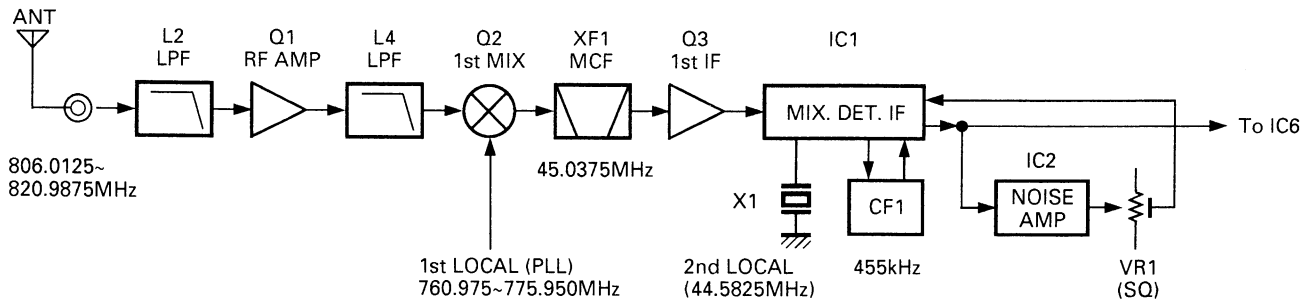 ANT
L2
LPF
Q1
RF AMP
L4
LPF
Q2
1st MIX
XF1
MCF
Q3
1st IF
IC1
MIX. DET. IF
To IC6
806.0125~
820.9875MHz
45.0375MHz
X1
CF1
IC2
NOISE
AMP
1st LOCAL (PLL)
760.975~775.950MHz
2nd LOCAL
(44.5825MHz)
455kHz
VR1
(SQ)